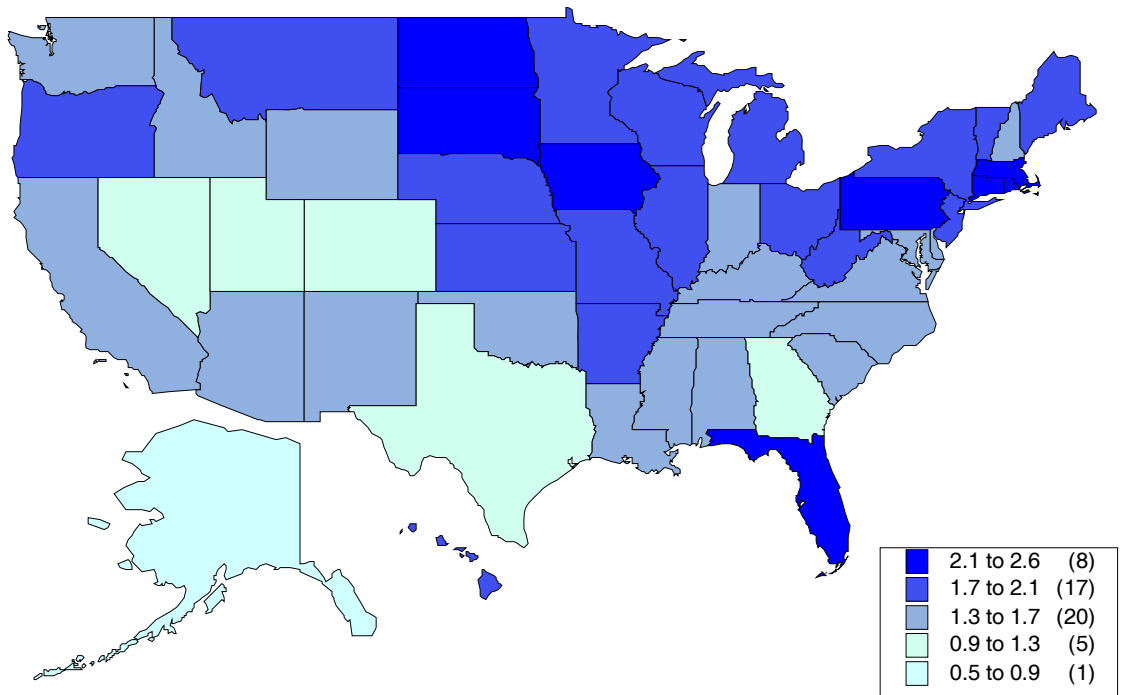 2.1 to 2.6 (8)
1.7 to 2.1 (17)
1.3 to 1.7 (20)
0.9 to 1.3 (5)
0.5 to 0.9 (1)